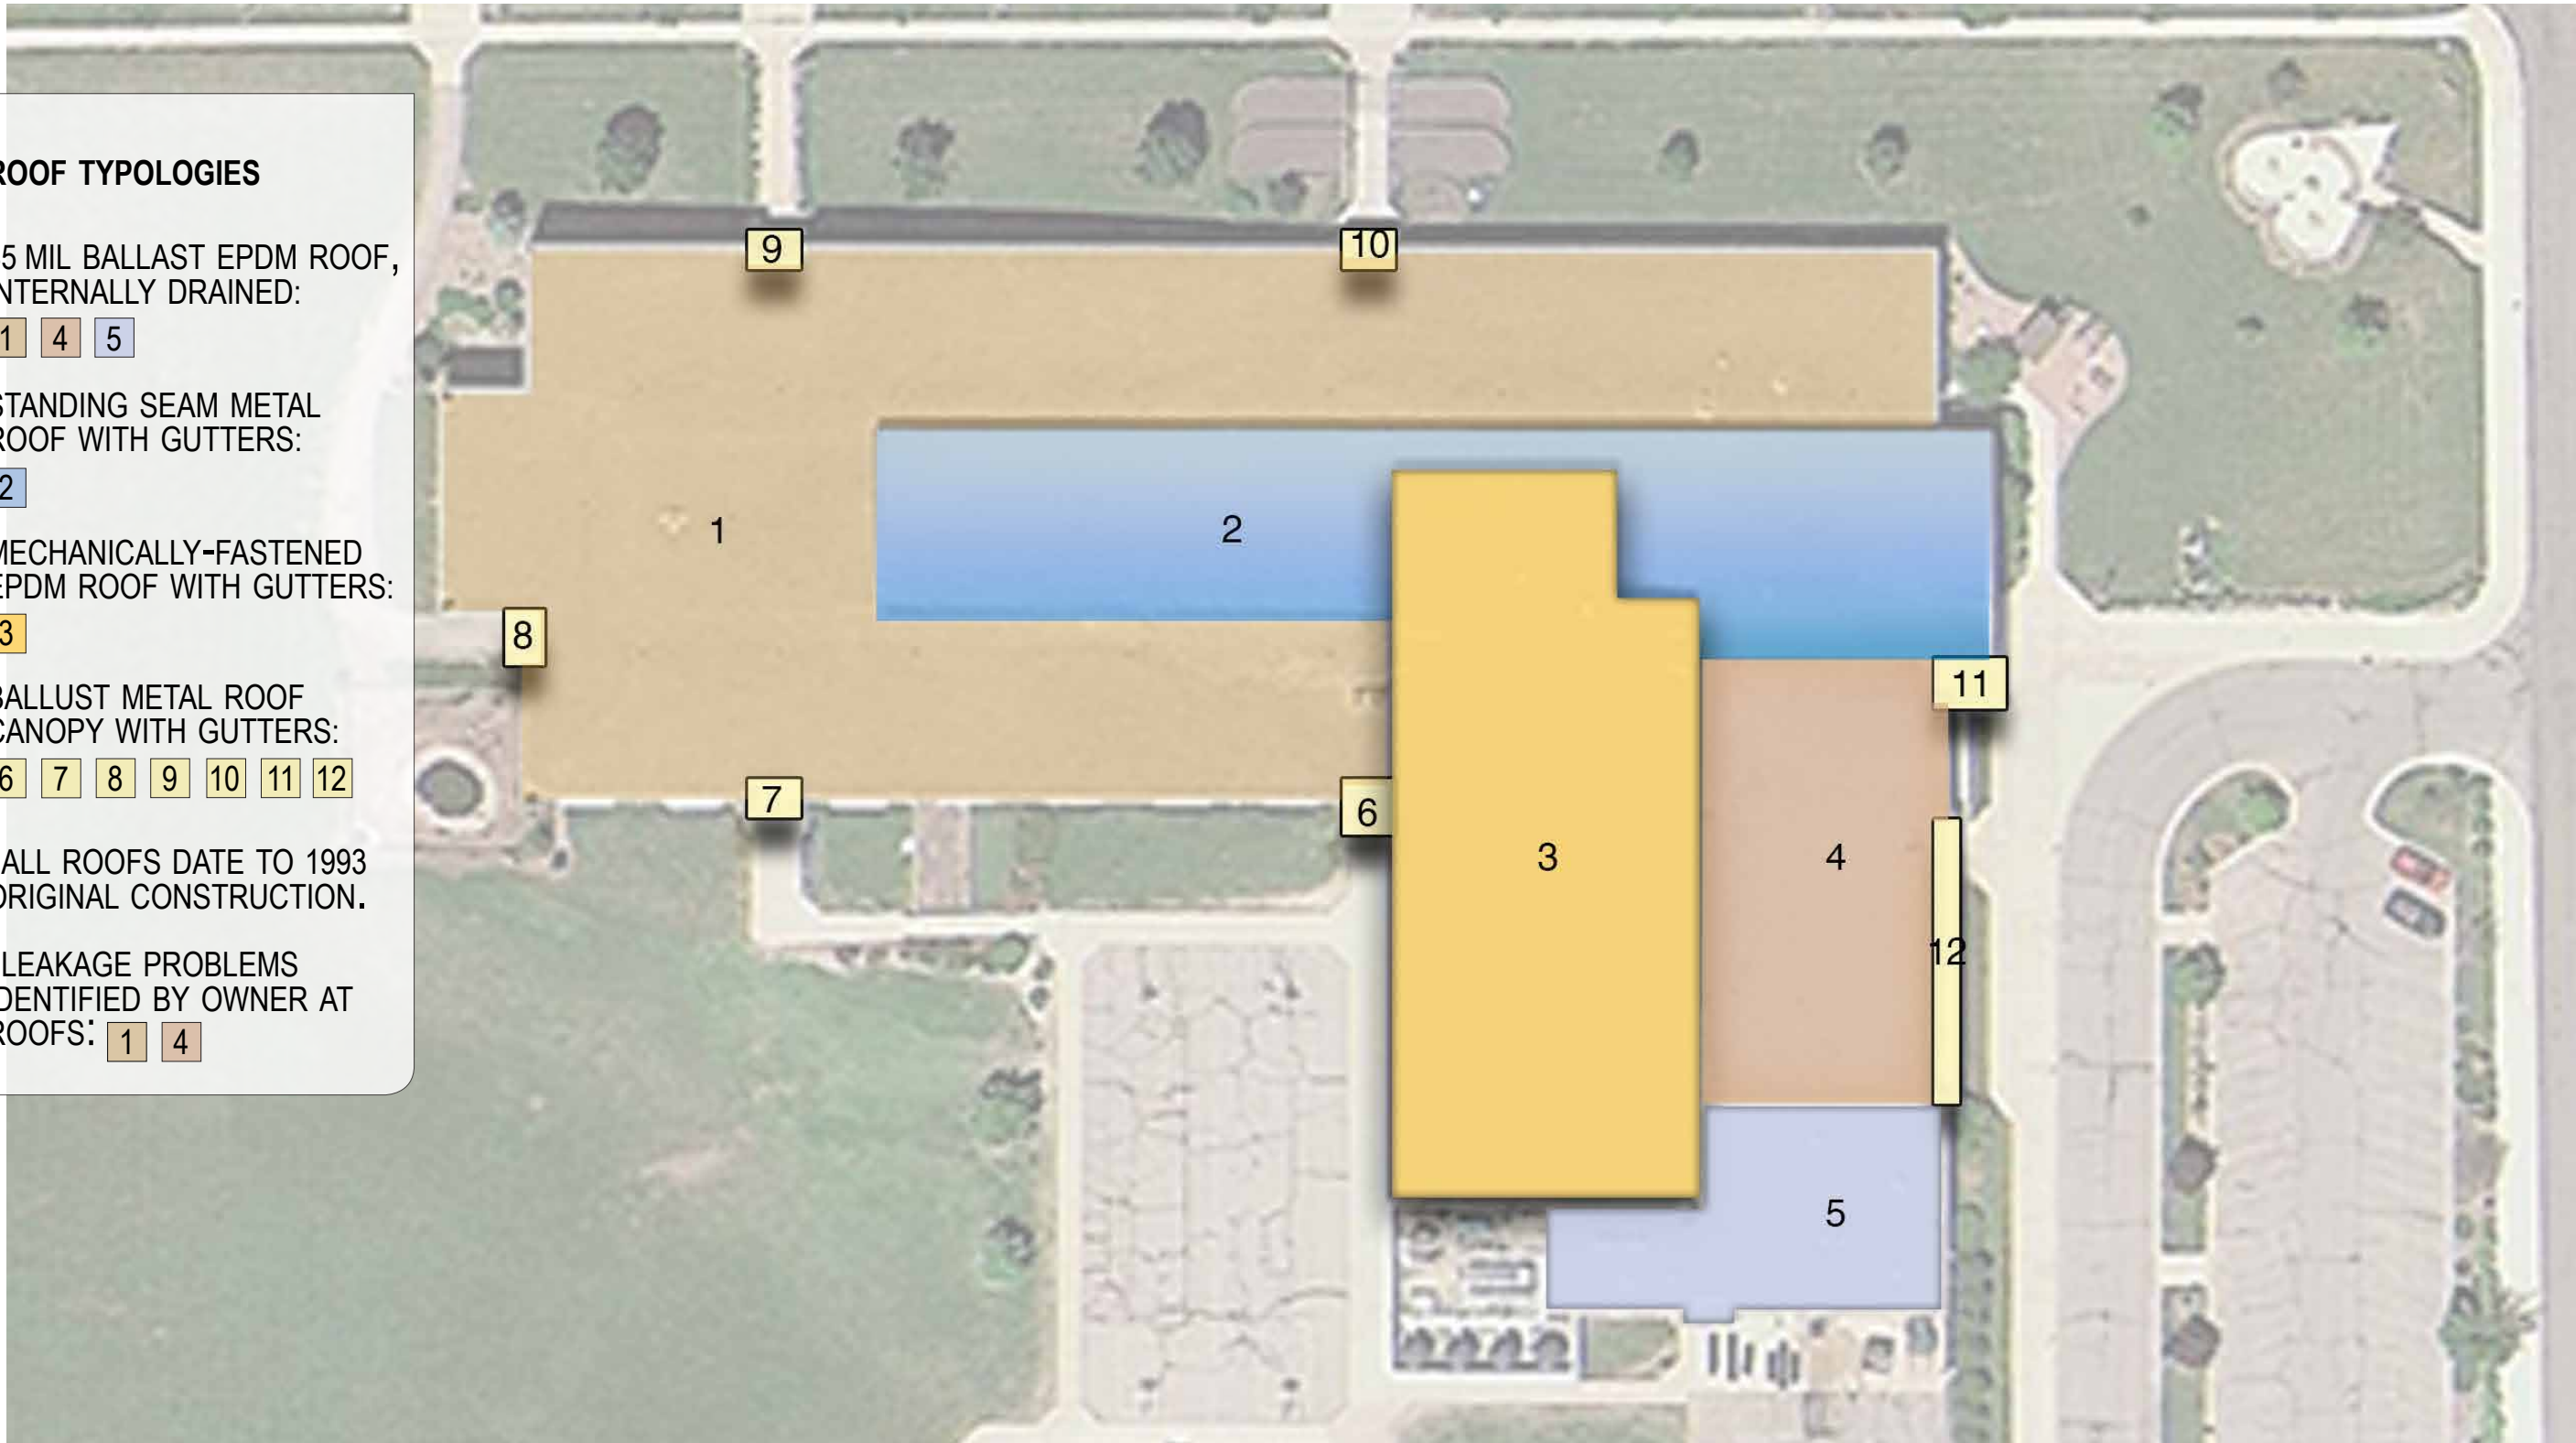 ROOF TYPOLOGIES
5 MIL BALLAST EPDM ROOF,
NTERNALLY DRAINED:
1 4 5
STANDING SEAM METAL
ROOF WITH GUTTERS:
2
MECHANICALLY-FASTENED
EPDM ROOF WITH GUTTERS:
3
BALLUST METAL ROOF
CANOPY WITH GUTTERS:
6 7 8 9 10 11 12
ALL ROOFS DATE TO 1993
ORIGINAL CONSTRUCTION.
LEAKAGE PROBLEMS
DENTIFIED BY OWNER AT
ROOFS: 1 4
9
10
1
2
8
11
7
6
3
4
12
5